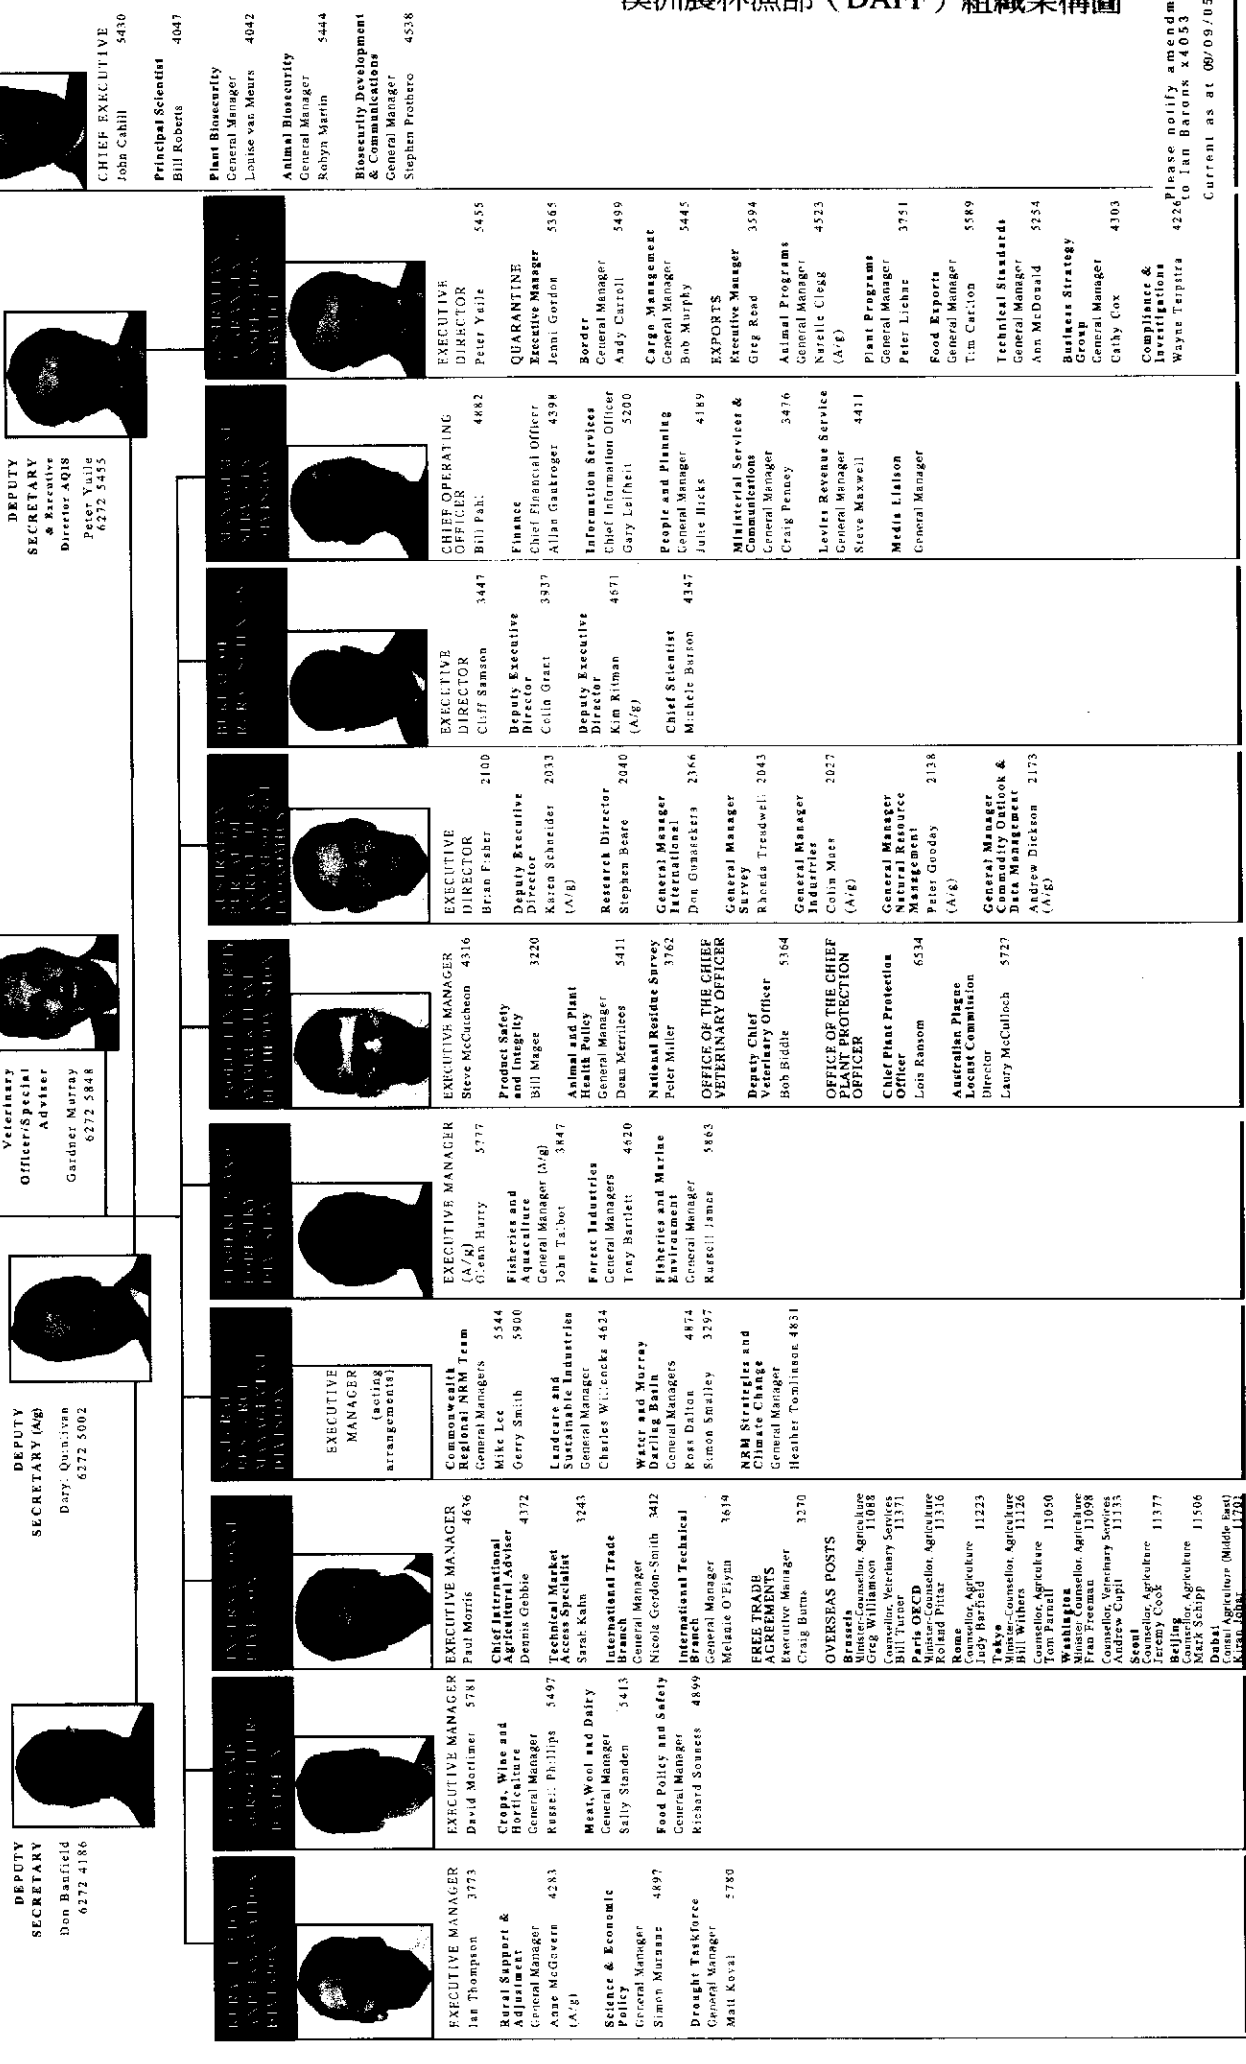 澳洲農林漁部（DAFF）組織架構圖
Please notify amendm
to Ian Barons x4053
Current as at 09/09/05
DEPUTY
SECRETARY
Don Banfield
6272 4186
DEPUTY
SECRETARY (A/g)
Daryl Quinlivan
6272 5002
Veterinary
Officer/Special
Adviser
Gardner Murray
6272 5848
DEPUTY
SECRETARY
& Executive
Director AQIS
Peter Yuile
6272 5455
CHIEF EXECUTIVE
John Cahill 5430
Principal Scientist
Bill Roberts 4047
Plant Biosecurity
General Manager
Louise van Meurs 4042
Animal Biosecurity
General Manager
Robyn Martin 5444
Biosecurity Development
& Communications
General Manager
Stephen Prothero 4538
EXECUTIVE MANAGER
Ian Thompson 3773
Rural Support &
Adjustment
General Manager
Anne McGovern 4283
(A/g)
Science & Economic
Policy
General Manager
Simon Murnane 4897
Drought Taskforce
General Manager
Matt Koval 5780
EXECUTIVE MANAGER
David Mortimer 5781
Crops, Wine and
Horticulture
General Manager
Russell Phillips 5497
Meat, Wool and Dairy
General Manager
Sally Standen 5413
Food Policy and Safety
General Manager
Richard Souness 4899
INTERNATIONAL
DIVISION
EXECUTIVE MANAGER
Paul Morris 4636
Chief International
Agricultural Adviser
Dennis Gebbie 4372
Technical Market
Access Specialist
Sarah Kahn 3243
International Trade
Branch
General Manager
Nicola Gordon-Smith 3412
International Technical
Branch
General Manager
Melanie O'Flynn 3619
FREE TRADE
AGREEMENTS
Executive Manager
Craig Burns 3270
OVERSEAS POSTS
Brussels
Minister-Counsellor, Agriculture
Greg Williamson 11088
Counsellor, Veterinary Services
Bill Turner 11371
Paris OECD
Minister-Counsellor, Agriculture
Roland Pittar 11316
Rome
Counsellor, Agriculture
Judy Barfield 11223
Tokyo
Minister-Counsellor, Agriculture
Bill Withers 11126
Counsellor, Agriculture
Tom Parnell 11050
Washington
Minister-Counsellor, Agriculture
Fran Freeman 11098
Counsellor, Veterinary Services
Andrew Cupit 11133
Seoul
Counsellor, Agriculture
Jeremy Cook 11377
Beijing
Counsellor, Agriculture
Mark Schipp 11506
Dubai
Consul Agriculture (Middle East)
Kiran Johar 11701
NATURAL
RESOURCE
MANAGEMENT
DIVISION
EXECUTIVE
MANAGER
(acting
arrangements)
Commonwealth
Regional NRM Team
General Managers
Mike Lee 5544
Gerry Smith 5900
Landcare and
Sustainable Industries
General Manager
Charles Willcocks 4624
Water and Murray
Darling Basin
General Managers
Ross Dalton 4874
Simon Smalley 3297
NRM Strategies and
Climate Change
General Manager
Heather Tomlinson 4831
FISHERIES AND
FORESTRY
DIVISION
EXECUTIVE MANAGER
(A/g)
Glenn Hurry 5777
Fisheries and
Aquaculture
General Manager (A/g)
John Talbot 3847
Forest Industries
General Managers
Tony Bartlett 4620
Fisheries and Marine
Environment
General Manager
Russell James 5863
EXECUTIVE MANAGER
Steve McCutcheon 4316
Product Safety
and Integrity
Bill Magee 3220
Animal and Plant
Health Policy
General Manager
Dean Merrilees 5411
National Residue Survey
Peter Miller 3762
OFFICE OF THE CHIEF
VETERINARY OFFICER
Deputy Chief
Veterinary Officer
Bob Biddle 5364
OFFICE OF THE CHIEF
PLANT PROTECTION
OFFICER
Chief Plant Protection
Officer
Lois Ransom 6534
Australian Plague
Locust Commission
Director
Laury McCulloch 5727
EXECUTIVE
DIRECTOR
Brian Fisher 2100
Deputy Executive
Director
Karen Schneider 2033
(A/g)
Research Director
Stephen Beare 2040
General Manager
International
Don Gunasekera 2366
General Manager
Survey
Rhonda Treadwell 2043
General Manager
Industries
Colin Mues 2027
(A/g)
General Manager
Natural Resource
Management
Peter Gooday 2138
(A/g)
General Manager
Commodity Outlook &
Data Management
Andrew Dickson 2173
(A/g)
BUREAU OF
RURAL SCIENCES
EXECUTIVE
DIRECTOR
Cliff Samson 3447
Deputy Executive
Director
Colin Grant 3937
Deputy Executive
Director
Kim Ritman 4671
(A/g)
Chief Scientist
Michele Barson 4347
MANAGEMENT
SERVICES
DIVISION
CHIEF OPERATING
OFFICER
Bill Pahl 4882
Finance
Chief Financial Officer
Allan Gaukroger 4398
Information Services
Chief Information Officer
Gary Leifheit 5200
People and Planning
General Manager
Julie Hicks 4189
Ministerial Services &
Communications
General Manager
Craig Penney 3476
Levies Revenue Service
General Manager
Steve Maxwell 4411
Media Liaison
General Manager
EXECUTIVE
DIRECTOR
Peter Yuile 5455
QUARANTINE
Executive Manager
Jenni Gordon 5365
Border
General Manager
Andy Carroll 5499
Cargo Management
General Manager
Bob Murphy 5445
EXPORTS
Executive Manager
Greg Read 3594
Animal Programs
General Manager
Narelle Clegg 4523
(A/g)
Plant Programs
General Manager
Peter Liehne 3751
Food Exports
General Manager
Tim Carlton 5589
Technical Standards
General Manager
Ann McDonald 5254
Business Strategy
Group
General Manager
Cathy Cox 4303
Compliance &
Investigations
Wayne Terpstra 4226